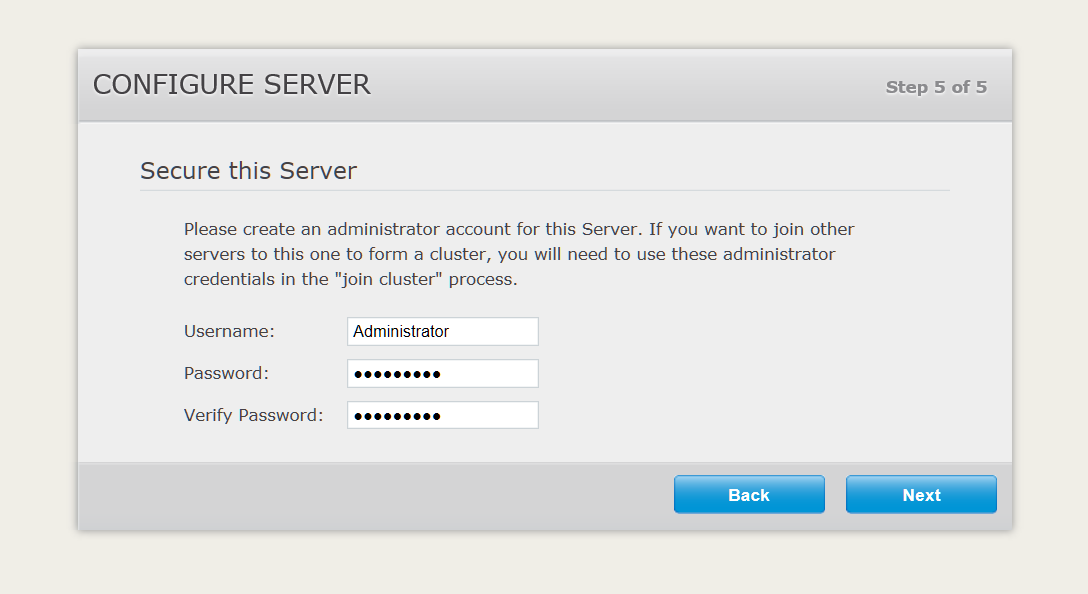 CONFIGURE SERVER
Step 5 of 5
Secure this Server
Please create an administrator account for this Server. If you want to join other
servers to this one to form a cluster, you will need to use these administrator
credentials in the "join cluster" process.
Username: Administrator
Password: ●●●●●●●●●
Verify Password: ●●●●●●●●●
Back Next